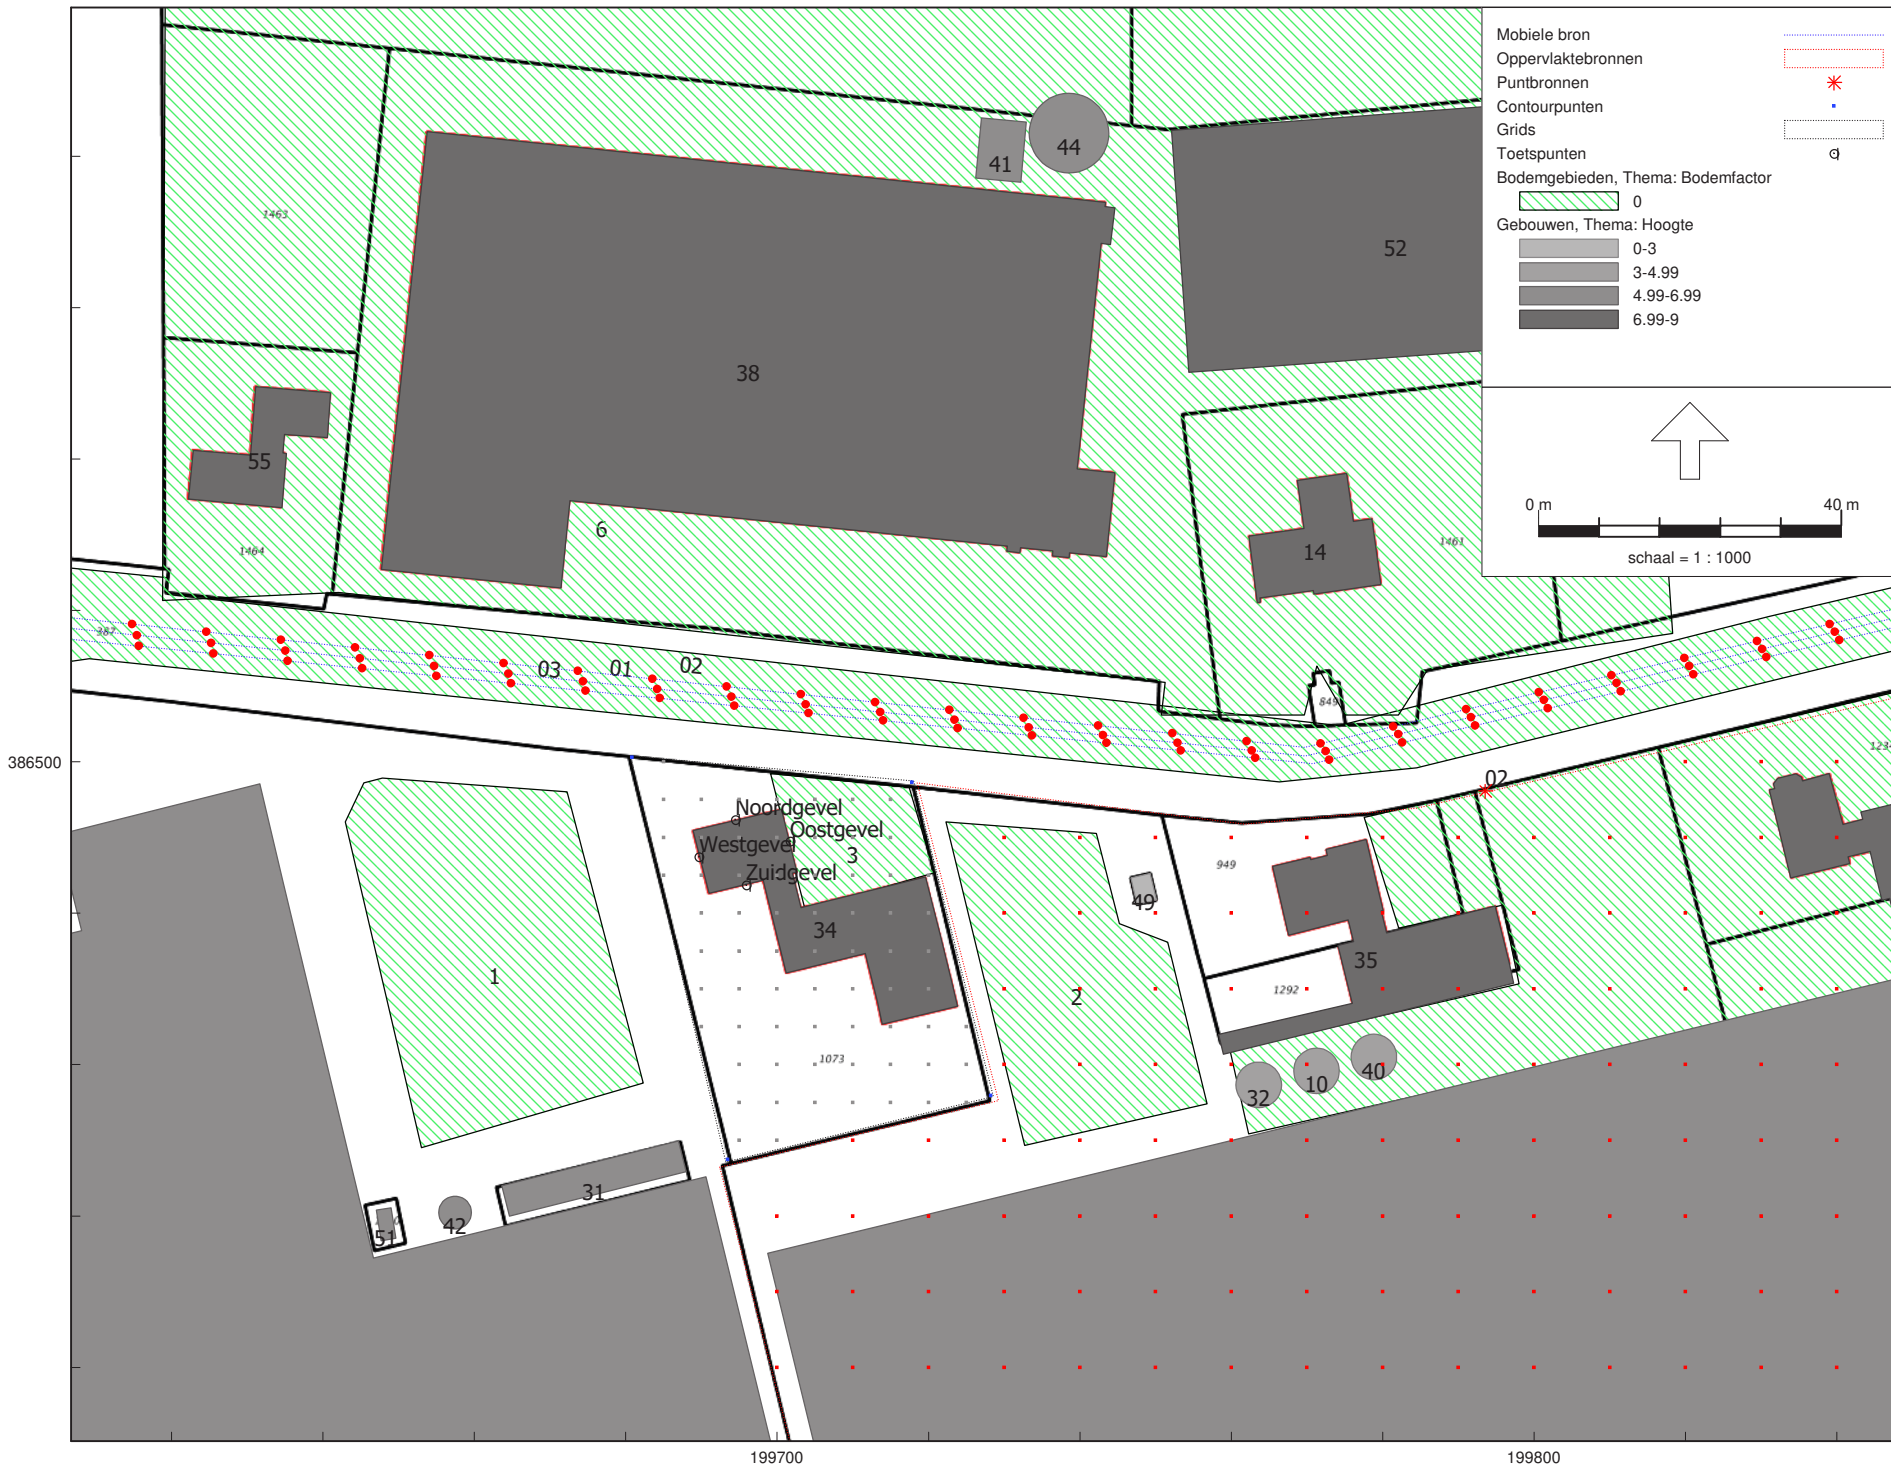 Mobiele bron
Oppervlaktebronnen
Puntbronnen
Contourpunten
Grids
Toetspunten
Bodemgebieden, Thema: Bodemfactor
0
Gebouwen, Thema: Hoogte
0-3
3-4.99
4.99-6.99
6.99-9
0 m 40 m
schaal = 1 : 1000
44
41
1463
52
38
55
6
14
1461
1464
387
03 01 02
849
386500
02
Noordgevel
Oostgevel
Westgevel
3
Zuidgevel
949
49
34
35
1
2
1292
1073
10
40
32
31
42
51
199700
199800